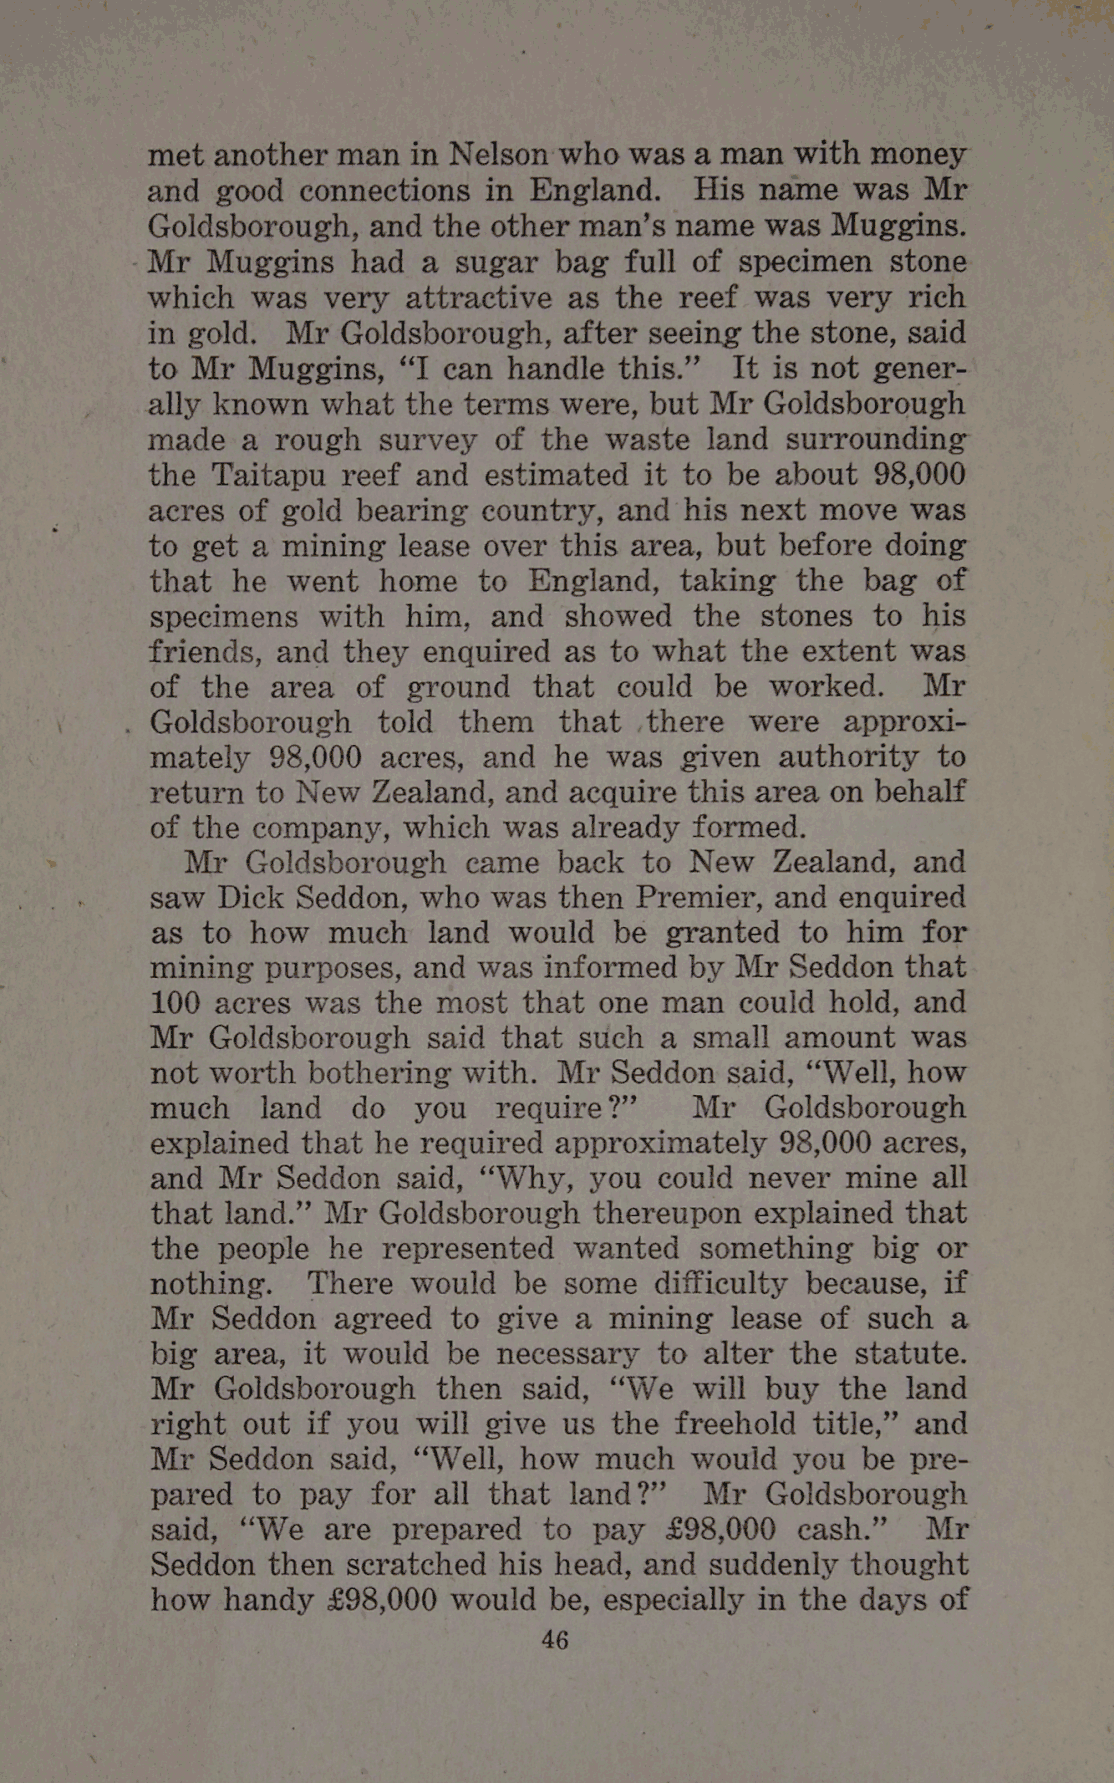 met another man in Nelson who was a man with money
and good connections in England. His name was Mr
Goldsborough, and the other man's name was Muggins.
Mr Muggins had a sugar bag full of specimen stone
which was very attractive as the reef was very rich
in gold. Mr Goldsborough, after seeing the stone, said
to Mr Muggins, “I can handle this.” It is not gener-
ally known what the terms were, but Mr Goldsborough
made a rough survey of the waste land surrounding
the Taitapu reef and estimated it to be about 98,000
acres of gold bearing country, and his next move was
to get a mining lease over this area, but before doing
that he went home to England, taking the bag of
specimens with him, and showed the stones to his
friends, and they enquired as to what the extent was
of the area of ground that could be worked. Mr
Goldsborough told them that there were approxi-
mately 98,000 acres, and he was given authority to
return to New Zealand, and acquire this area on behalf
of the company, which was already formed.
Mr Goldsborough came back to New Zealand, and
saw Dick Seddon, who was then Premier, and enquired
as to how much land would be granted to him for
mining purposes, and was informed by Mr Seddon that
100 acres was the most that one man could hold, and
Mr Goldsborough said that such a small amount was
not worth bothering with. Mr Seddon said, “Well, how
much land do you require?” Mr Goldsborough
explained that he required approximately 98,000 acres,
and Mr Seddon said, “Why, you could never mine all
that land.” Mr Goldsborough thereupon explained that
the people he represented wanted something big or
nothing. There would be some difficulty because, if
Mr Seddon agreed to give a mining lease of such a
big area, it would be necessary to alter the statute.
Mr Goldsborough then said, “We will buy the land
right out if you will give us the freehold title,” and
Mr Seddon said, “Well, how much would you be pre-
pared to pay for all that land?” Mr Goldsborough
said, “We are prepared to pay £98,000 cash.” Mr
Seddon then scratched his head, and suddenly thought
how handy £98,000 would be, especially in the days of
46